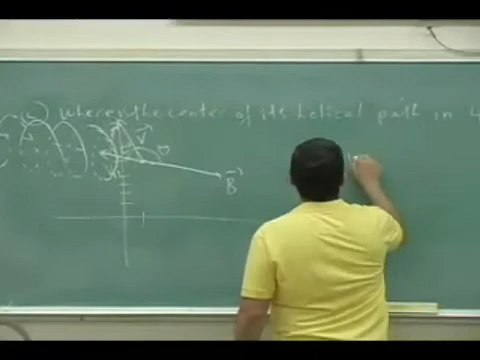 where, the center of its helical path in
V
θ
B